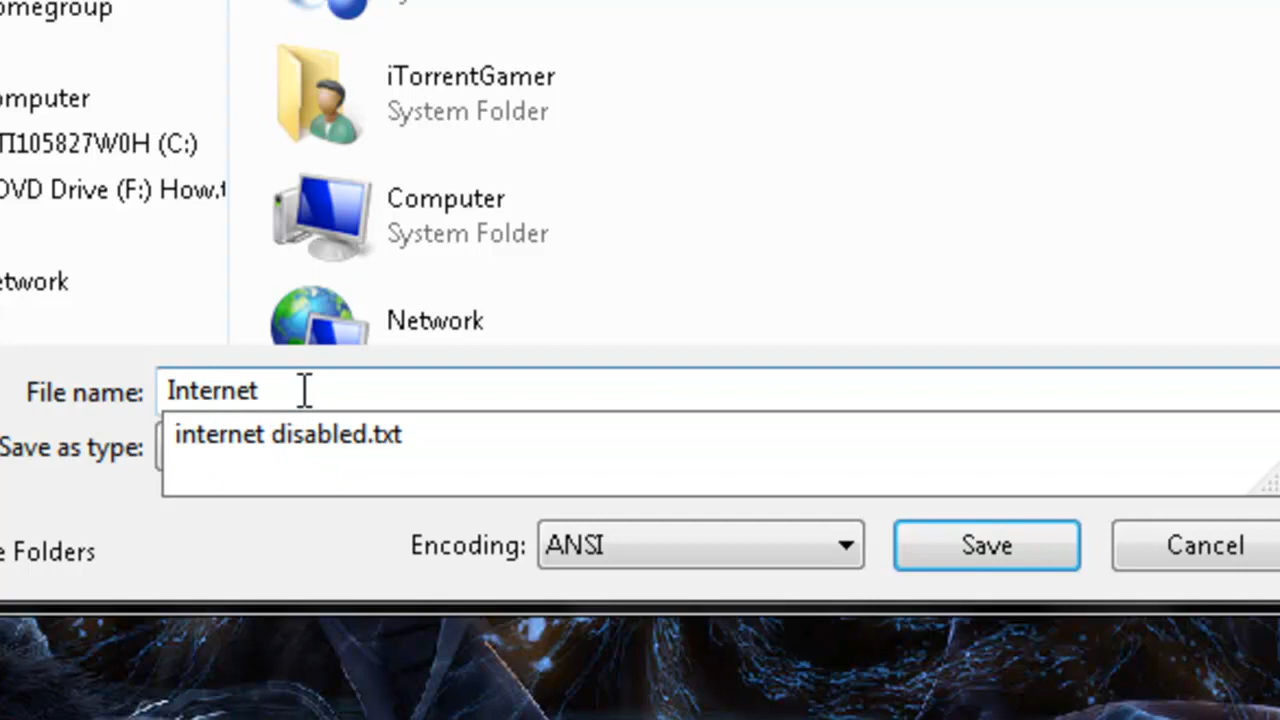 omegroup
iTorrentGamer
System Folder
omputer
TI105827W0H (C:)
DVD Drive (F:) How.t
Computer
System Folder
etwork
Network
File name: Internet
internet disabled.txt
Save as type:
e Folders
Encoding: ANSI
Save
Cancel